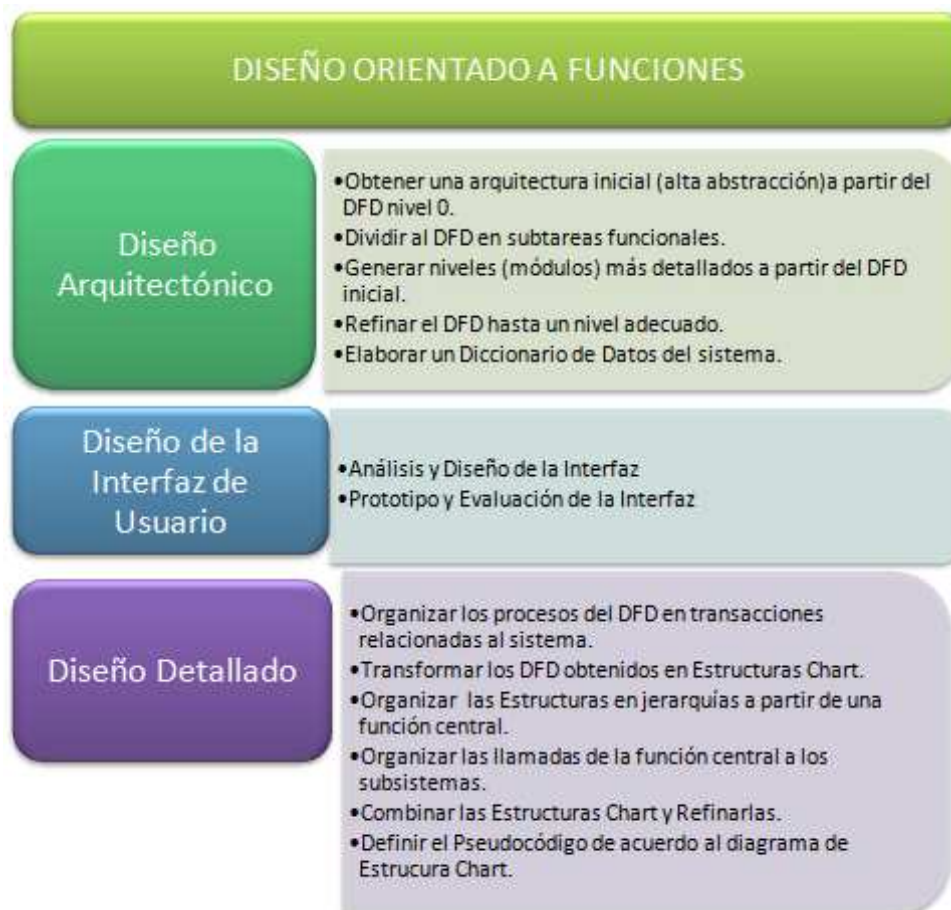 DISEÑO ORIENTADO A FUNCIONES
Diseño
Arquitectónico
•Obtener una arquitectura inicial (alta abstracción)a partir del
DFD nivel 0.
•Dividir al DFD en subtareas funcionales.
•Generar niveles (módulos) más detallados a partir del DFD
inicial.
•Refinar el DFD hasta un nivel adecuado.
•Elaborar un Diccionario de Datos del sistema.
Diseño de la
Interfaz de
Usuario
•Análisis y Diseño de la Interfaz
•Prototipo y Evaluación de la Interfaz
Diseño Detallado
•Organizar los procesos del DFD en transacciones
relacionadas al sistema.
•Transformar los DFD obtenidos en Estructuras Chart.
•Organizar las Estructuras en jerarquías a partir de una
función central.
•Organizar las llamadas de la función central a los
subsistemas.
•Combinar las Estructuras Chart y Refinarlas.
•Definir el Pseudocódigo de acuerdo al diagrama de
Estrucura Chart.